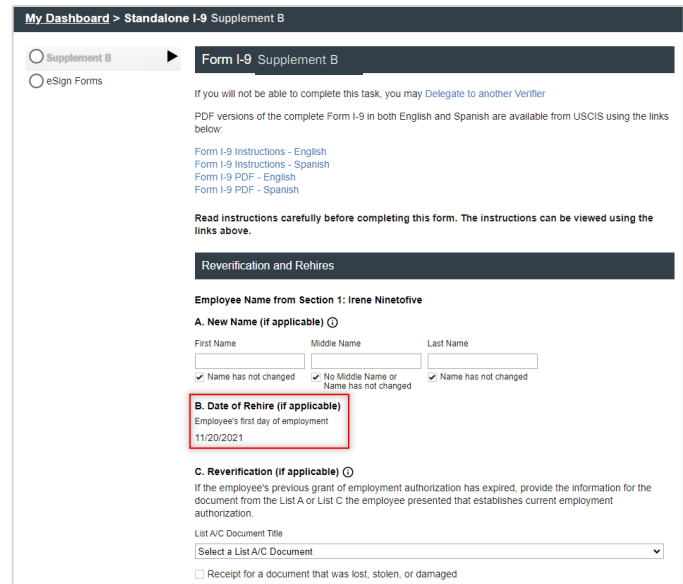 My Dashboard > Standalone I-9 Supplement B
Supplement B
eSign Forms
Form I-9 Supplement B
If you will not be able to complete this task, you may Delegate to another Verifier
PDF versions of the complete Form I-9 in both English and Spanish are available from USCIS using the links
below:
Form I-9 Instructions - English
Form I-9 Instructions - Spanish
Form I-9 PDF - English
Form I-9 PDF - Spanish
Read instructions carefully before completing this form. The instructions can be viewed using the
links above.
Reverification and Rehires
Employee Name from Section 1: Irene Ninetofive
A. New Name (if applicable)
First Name Middle Name Last Name
Name has not changed No Middle Name or Name has not changed
Name has not changed
B. Date of Rehire (if applicable)
Employee's first day of employment
11/20/2021
C. Reverification (if applicable)
If the employee's previous grant of employment authorization has expired, provide the information for the
document from the List A or List C the employee presented that establishes current employment
authorization.
List A/C Document Title
Select a List A/C Document
Receipt for a document that was lost, stolen, or damaged